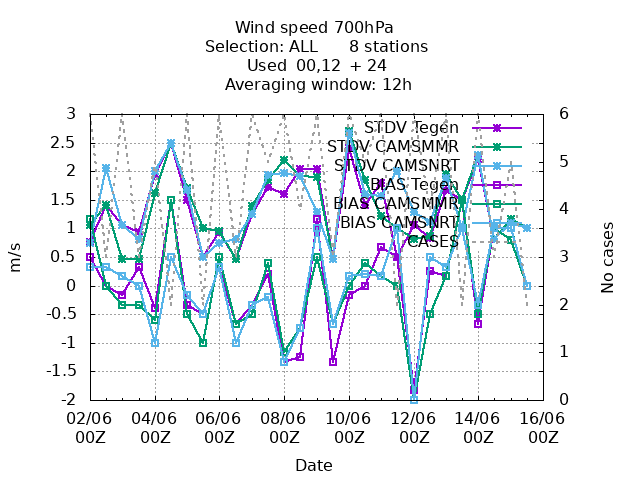 Wind speed 700hPa
Selection: ALL 8 stations
Used 00,12 + 24
Averaging window: 12h
3
2.5
2
1.5
1
0.5
0
-0.5
-1
-1.5
-2
6
5
4
3
2
1
0
STDV Tegen
STDV CAMSMMR
STDV CAMSNRT
BIAS Tegen
BIAS CAMSMMR
BIAS CAMSNRT
CASES
m/s
No cases
02/06 04/06 06/06 08/06 10/06 12/06 14/06 16/06
00Z 00Z 00Z 00Z 00Z 00Z 00Z 00Z
Date